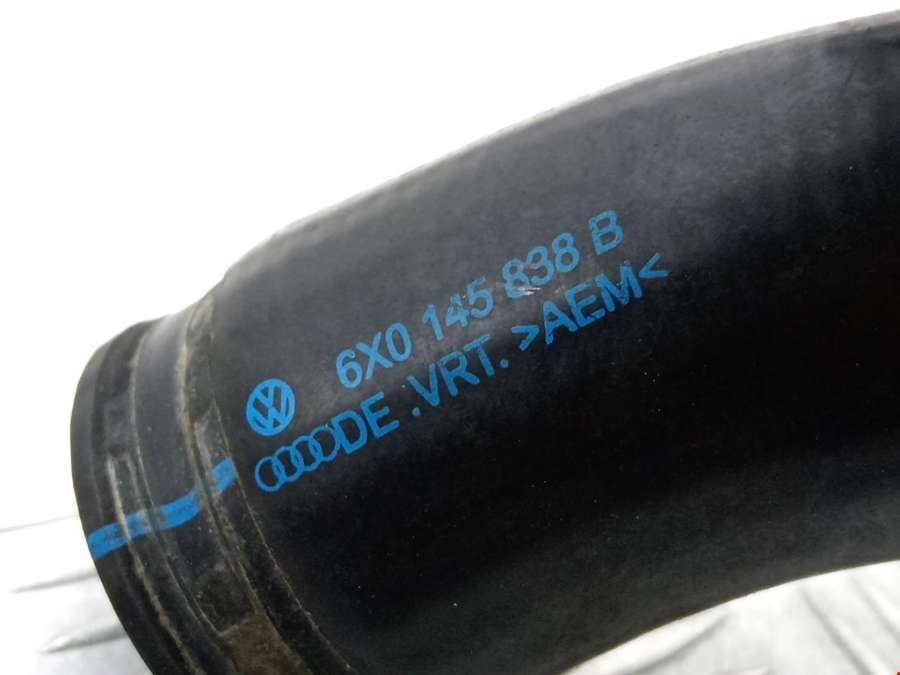 6X0 145 838 B
DE .VRT. >AEM<